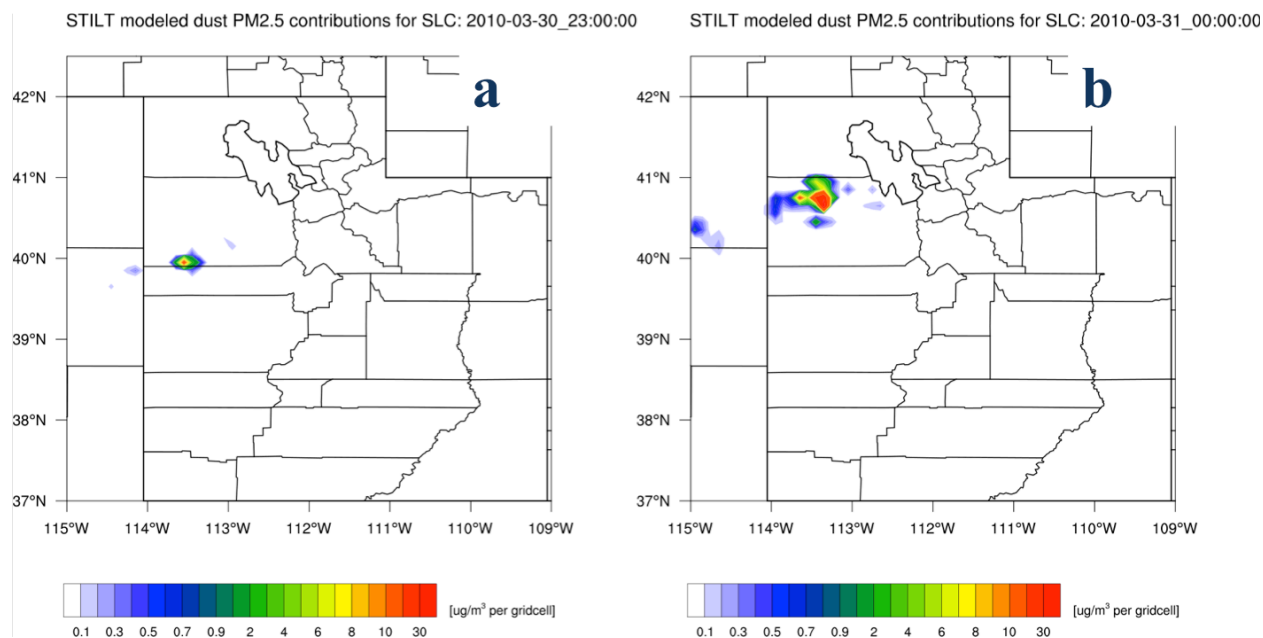 STILT modeled dust PM2.5 contributions for SLC: 2010-03-30_23:00:00
a
42°N
41°N
40°N
39°N
38°N
37°N
115°W 114°W 113°W 112°W 111°W 110°W 109°W
0.1 0.3 0.5 0.7 0.9 2 4 6 8 10 30
[ug/m³ per gridcell]
STILT modeled dust PM2.5 contributions for SLC: 2010-03-31_00:00:00
b
42°N
41°N
40°N
39°N
38°N
37°N
115°W 114°W 113°W 112°W 111°W 110°W 109°W
0.1 0.3 0.5 0.7 0.9 2 4 6 8 10 30
[ug/m³ per gridcell]